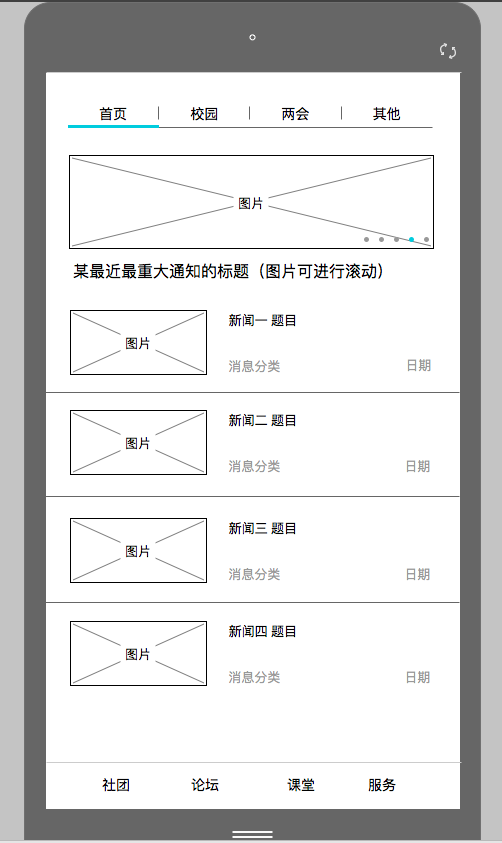 首页 校园 两会 其他
图片
某最近最重大通知的标题（图片可进行滚动）
图片
新闻一 题目
消息分类 日期
图片
新闻二 题目
消息分类 日期
图片
新闻三 题目
消息分类 日期
图片
新闻四 题目
消息分类 日期
社团 论坛 课堂 服务